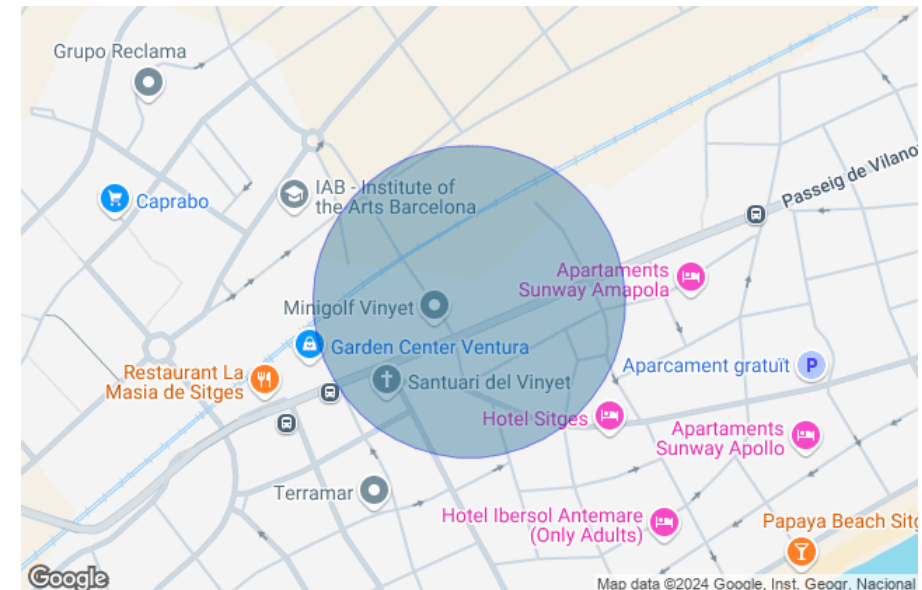 Grupo Reclama
Caprabo
IAB - Institute of
the Arts Barcelona
Passeig de Vilano
Apartaments
Sunway Amapola
Minigolf Vinyet
Garden Center Ventura
Restaurant La
Masia de Sitges
Santuari del Vinyet
Aparcament gratuït
P
Hotel Sitges
Apartaments
Sunway Apollo
Terramar
Hotel Ibersol Antemare
(Only Adults)
Papaya Beach Sitg
Google
Map data ©2024 Google, Inst. Geogr. Nacional